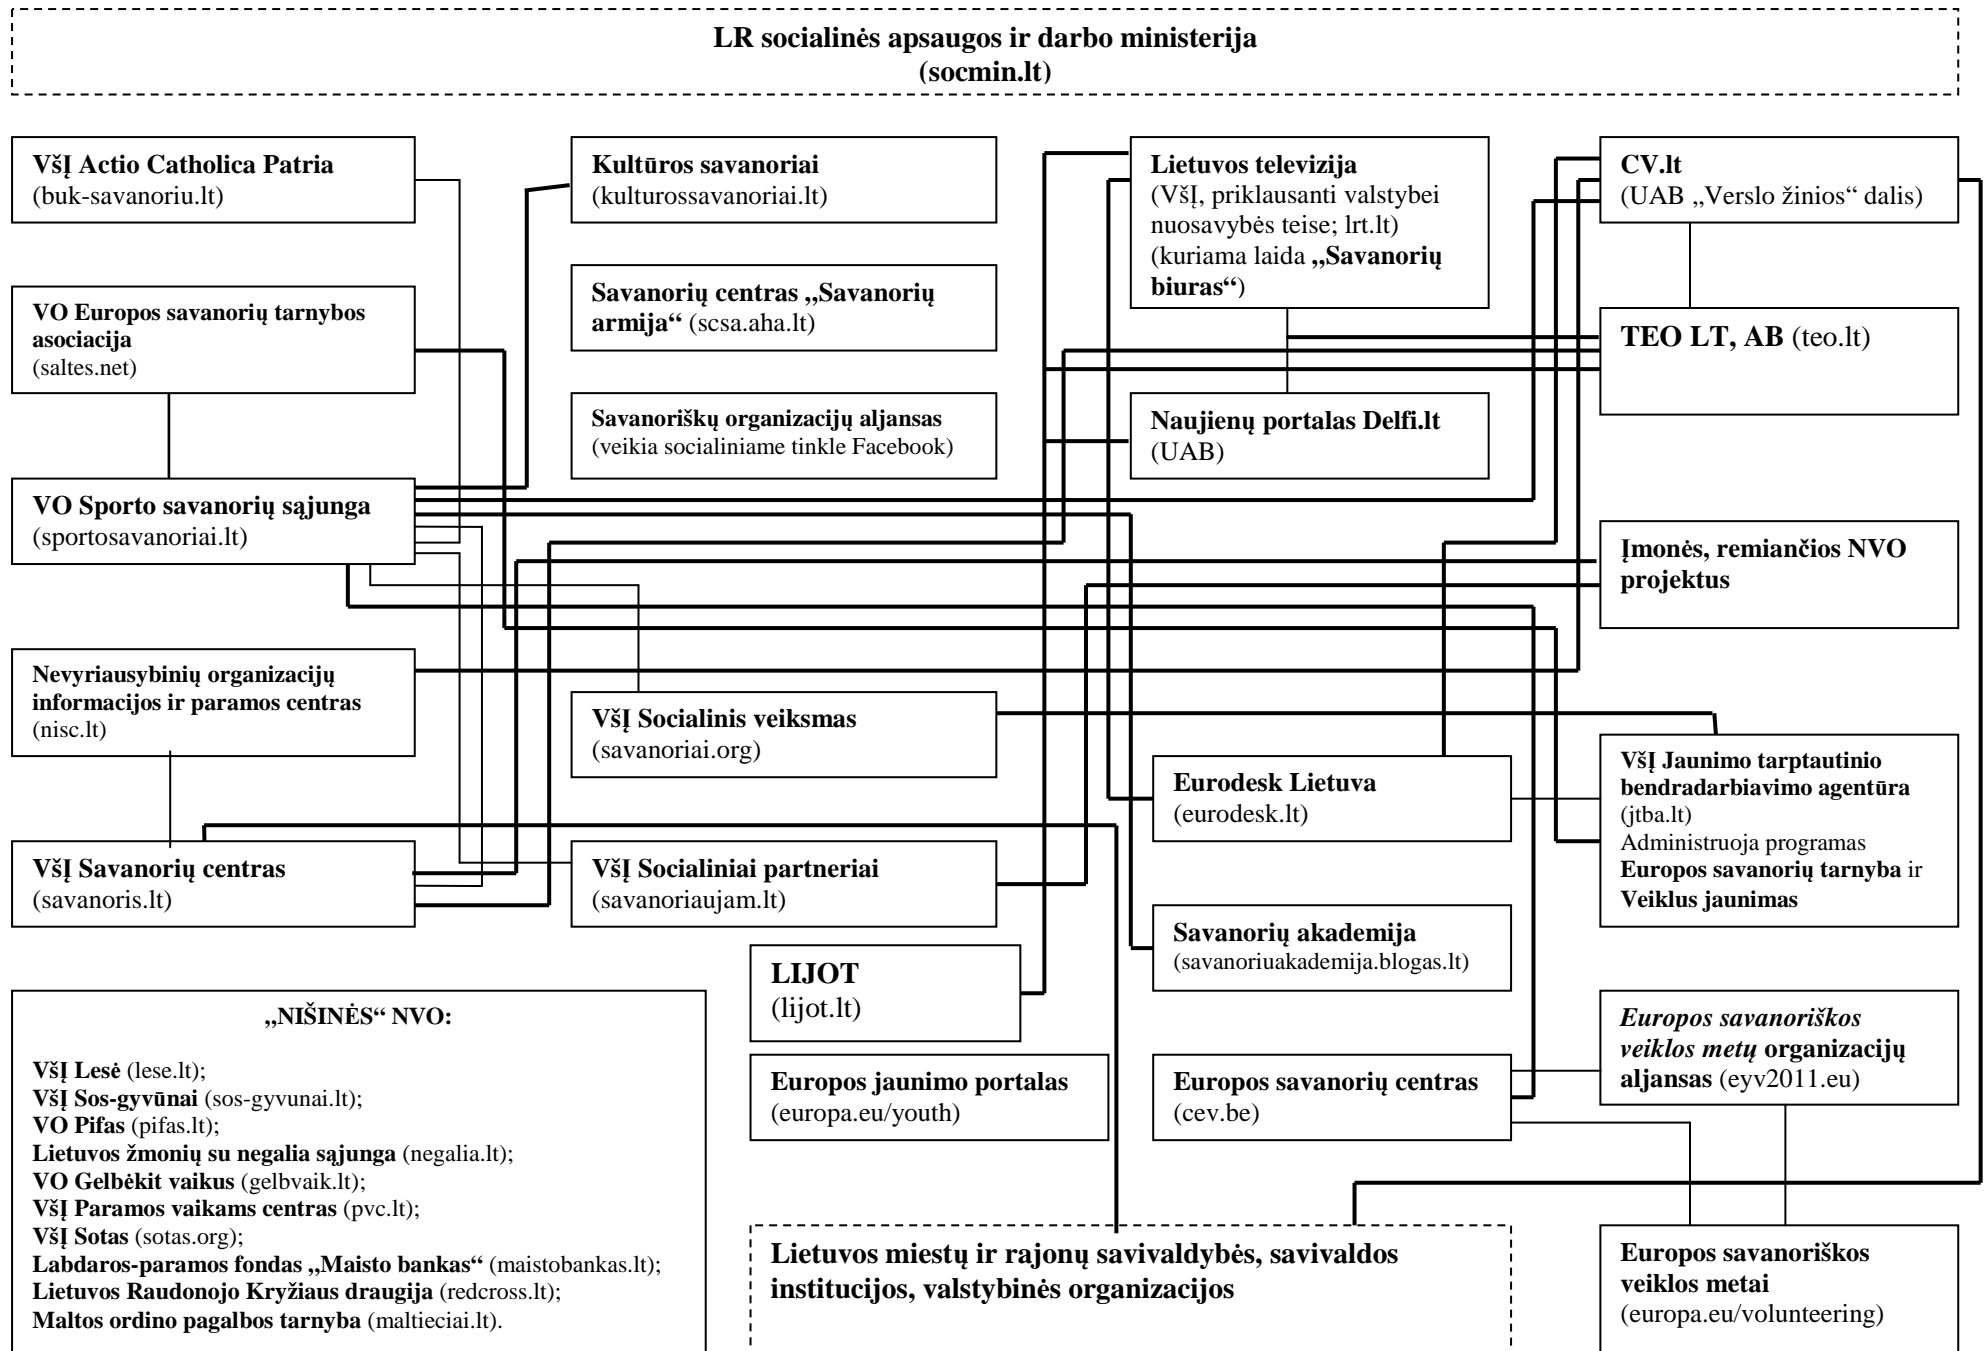 LR socialinės apsaugos ir darbo ministerija
(socmin.lt)
VšĮ Actio Catholica Patria
(buk-savanoriu.lt)
Kultūros savanoriai
(kulturossavanoriai.lt)
Lietuvos televizija
(VšĮ, priklausanti valstybei
nuosavybės teise; lrt.lt)
(kuriama laida „Savanorių
biuras“)
CV.lt
(UAB „Verslo žinios“ dalis)
VO Europos savanorių tarnybos
asociacija
(saltes.net)
Savanorių centras „Savanorių
armija“ (scsa.aha.lt)
TEO LT, AB (teo.lt)
Savanoriškų organizacijų aljansas
(veikia socialiniame tinkle Facebook)
Naujienų portalas Delfi.lt
(UAB)
VO Sporto savanorių sąjunga
(sportosavanoriai.lt)
Įmonės, remiančios NVO
projektus
Nevyriausybinių organizacijų
informacijos ir paramos centras
(nisc.lt)
VšĮ Socialinis veiksmas
(savanoriai.org)
Eurodesk Lietuva
(eurodesk.lt)
VšĮ Jaunimo tarptautinio
bendradarbiavimo agentūra
(jtba.lt)
Administruoja programas
Europos savanorių tarnyba ir
Veiklus jaunimas
VšĮ Savanorių centras
(savanoris.lt)
VšĮ Socialiniai partneriai
(savanoriaujam.lt)
Savanorių akademija
(savanoriuakademija.blogas.lt)
LIJOT
(lijot.lt)
„NIŠINĖS“ NVO:
VšĮ Lesė (lese.lt);
VšĮ Sos-gyvūnai (sos-gyvunai.lt);
VO Pifas (pifas.lt);
Lietuvos žmonių su negalia sąjunga (negalia.lt);
VO Gelbėkit vaikus (gelbvaik.lt);
VšĮ Paramos vaikams centras (pvc.lt);
VšĮ Sotas (sotas.org);
Labdaros-paramos fondas „Maisto bankas“ (maistobankas.lt);
Lietuvos Raudonojo Kryžiaus draugija (redcross.lt);
Maltos ordino pagalbos tarnyba (maltieciai.lt).
Europos jaunimo portalas
(europa.eu/youth)
Europos savanorių centras
(cev.be)
Europos savanoriškos
veiklos metų organizacijų
aljansas (eyv2011.eu)
Lietuvos miestų ir rajonų savivaldybės, savivaldos
institucijos, valstybinės organizacijos
Europos savanoriškos
veiklos metai
(europa.eu/volunteering)